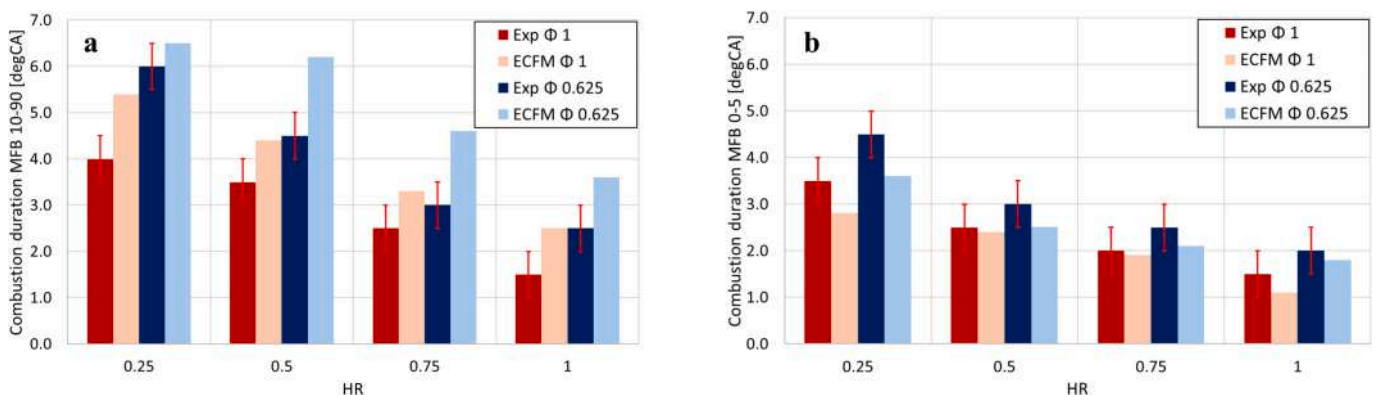 a
Combustion duration MFB 10-90 [degCA]
7.0
6.0
5.0
4.0
3.0
2.0
1.0
0.0
0.25 0.5 0.75 1
HR
Exp Φ 1
ECFM Φ 1
Exp Φ 0.625
ECFM Φ 0.625
b
Combustion duration MFB 0-5 [degCA]
7.0
6.0
5.0
4.0
3.0
2.0
1.0
0.0
0.25 0.5 0.75 1
HR
Exp Φ 1
ECFM Φ 1
Exp Φ 0.625
ECFM Φ 0.625